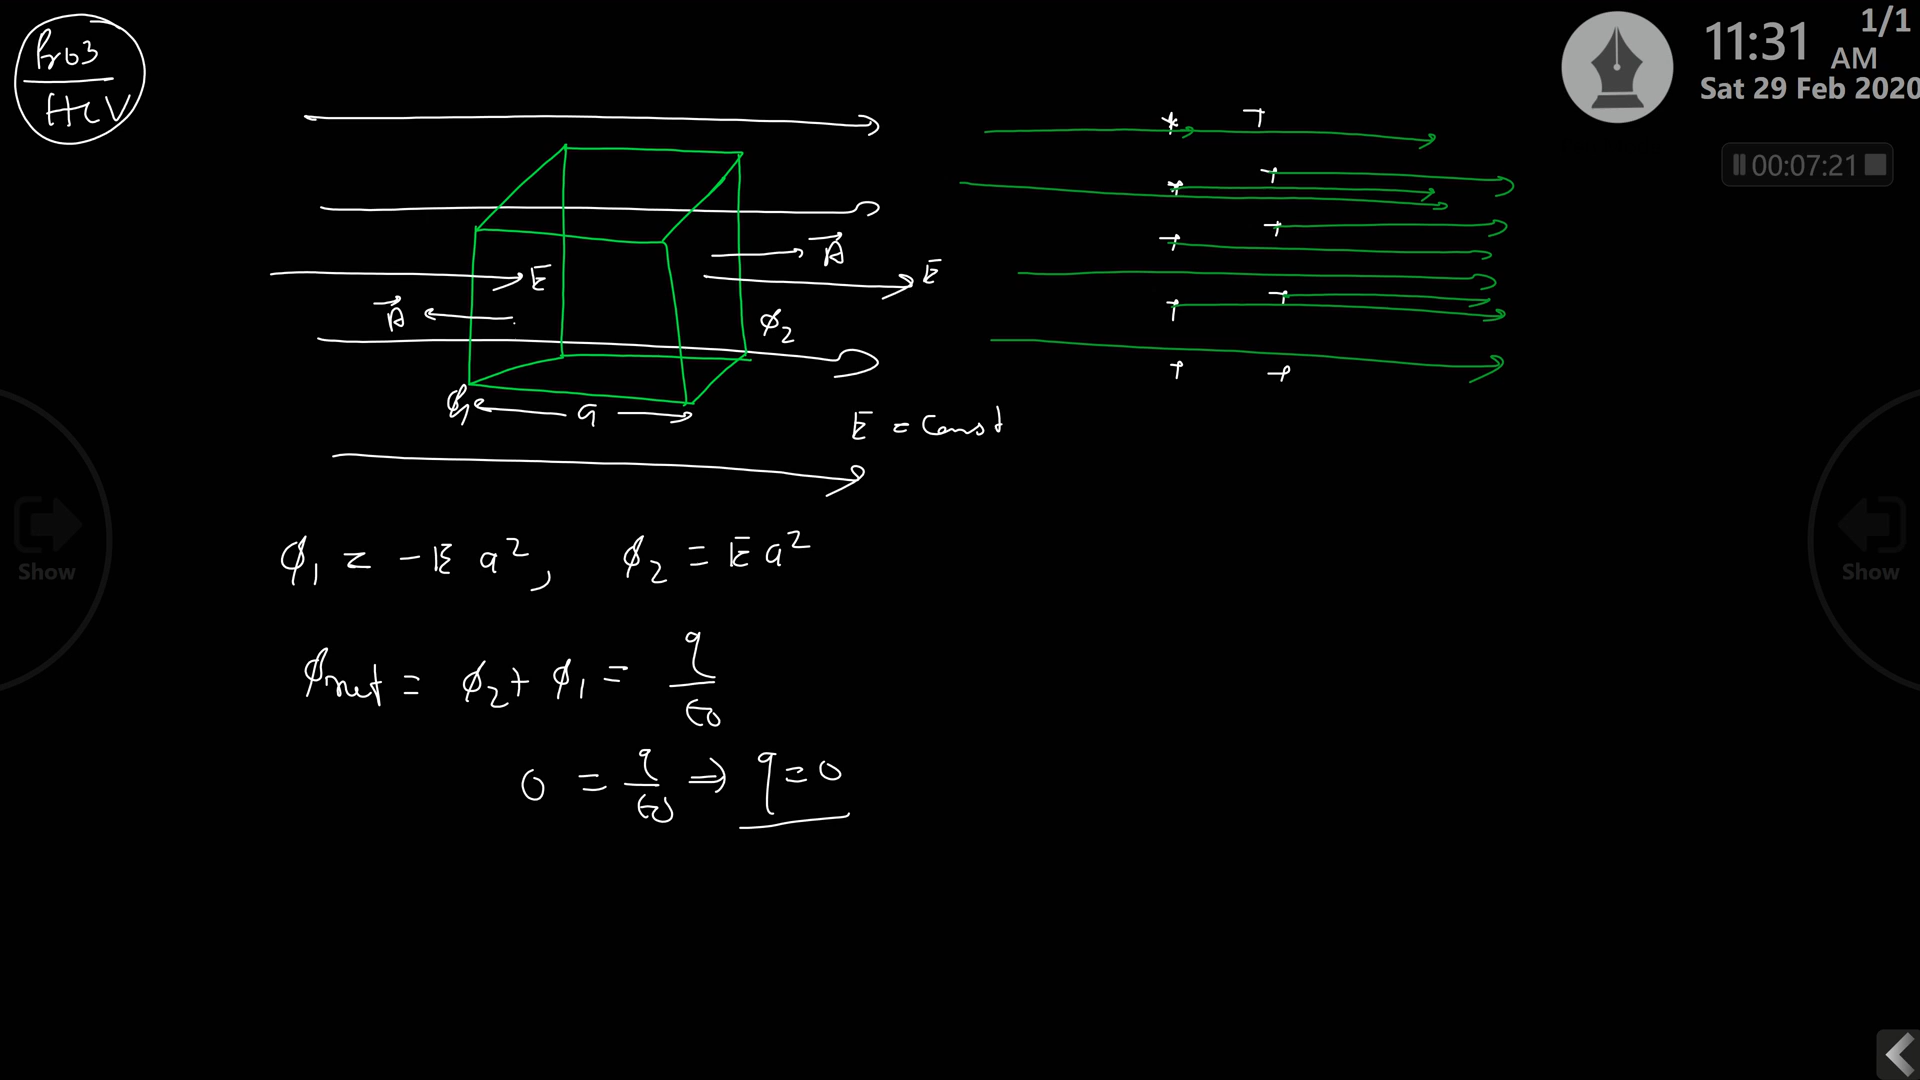 Pro3
HCV
1/1
11:31 AM
Sat 29 Feb 2020
00:07:21
+ +
+ +
+ +
+ +
+ +
A
E
E
A
ϕ2
ϕ1
a
E = Const
Show
Show
ϕ1 = -E a², ϕ2 = E a²
ϕnet = ϕ2 + ϕ1 = q/ϵ0
0 = q/ϵ0 ⇒ q = 0